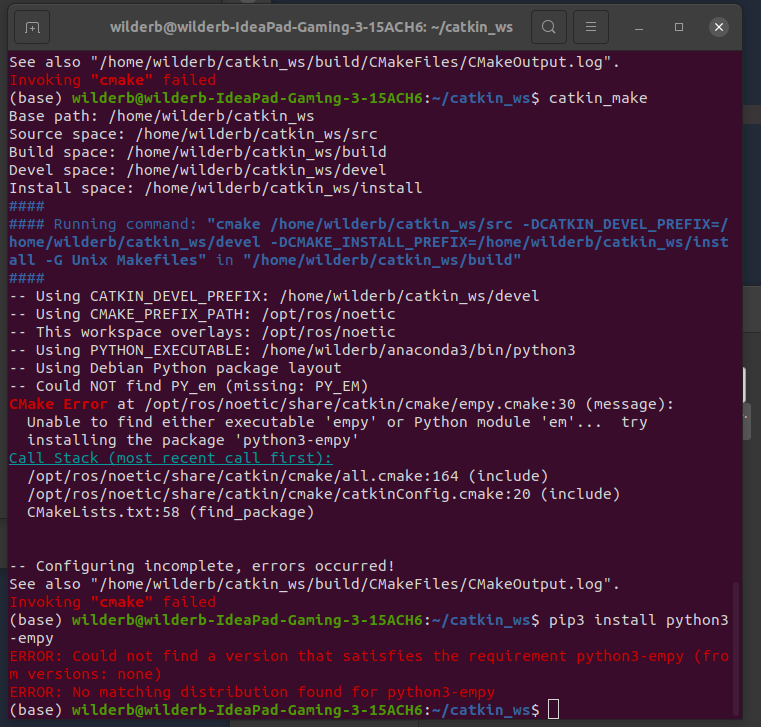 wilderb@wilderb-IdeaPad-Gaming-3-15ACH6: ~/catkin_ws
See also "/home/wilderb/catkin_ws/build/CMakeFiles/CMakeOutput.log".
Invoking "cmake" failed
(base) wilderb@wilderb-IdeaPad-Gaming-3-15ACH6:~/catkin_ws$ catkin_make
Base path: /home/wilderb/catkin_ws
Source space: /home/wilderb/catkin_ws/src
Build space: /home/wilderb/catkin_ws/build
Devel space: /home/wilderb/catkin_ws/devel
Install space: /home/wilderb/catkin_ws/install
####
#### Running command: "cmake /home/wilderb/catkin_ws/src -DCATKIN_DEVEL_PREFIX=/
home/wilderb/catkin_ws/devel -DCMAKE_INSTALL_PREFIX=/home/wilderb/catkin_ws/inst
all -G Unix Makefiles" in "/home/wilderb/catkin_ws/build"
####
-- Using CATKIN_DEVEL_PREFIX: /home/wilderb/catkin_ws/devel
-- Using CMAKE_PREFIX_PATH: /opt/ros/noetic
-- This workspace overlays: /opt/ros/noetic
-- Using PYTHON_EXECUTABLE: /home/wilderb/anaconda3/bin/python3
-- Using Debian Python package layout
-- Could NOT find PY_em (missing: PY_EM)
CMake Error at /opt/ros/noetic/share/catkin/cmake/empy.cmake:30 (message):
  Unable to find either executable 'empy' or Python module 'em'...  try
  installing the package 'python3-empy'
Call Stack (most recent call first):
  /opt/ros/noetic/share/catkin/cmake/all.cmake:164 (include)
  /opt/ros/noetic/share/catkin/cmake/catkinConfig.cmake:20 (include)
  CMakeLists.txt:58 (find_package)
-- Configuring incomplete, errors occurred!
See also "/home/wilderb/catkin_ws/build/CMakeFiles/CMakeOutput.log".
Invoking "cmake" failed
(base) wilderb@wilderb-IdeaPad-Gaming-3-15ACH6:~/catkin_ws$ pip3 install python3
-empy
ERROR: Could not find a version that satisfies the requirement python3-empy (fro
m versions: none)
ERROR: No matching distribution found for python3-empy
(base) wilderb@wilderb-IdeaPad-Gaming-3-15ACH6:~/catkin_ws$